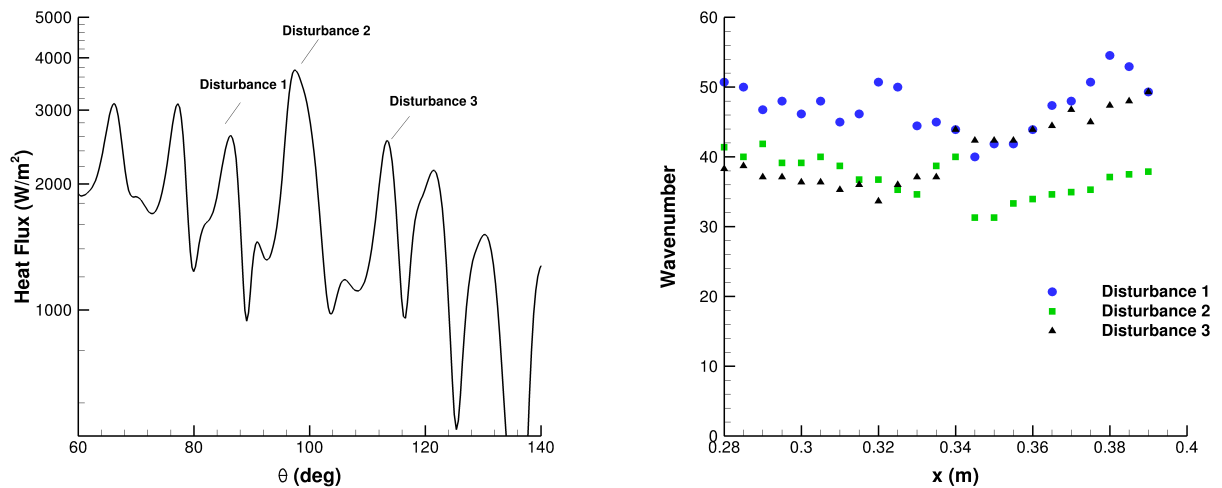 Heat Flux (W/m²)
5000
4000
3000
2000
1000
Disturbance 1
Disturbance 2
Disturbance 3
60
80
100
120
140
θ (deg)
Wavenumber
60
50
40
30
20
10
0
Disturbance 1
Disturbance 2
Disturbance 3
0.28
0.3
0.32
0.34
0.36
0.38
0.4
x (m)